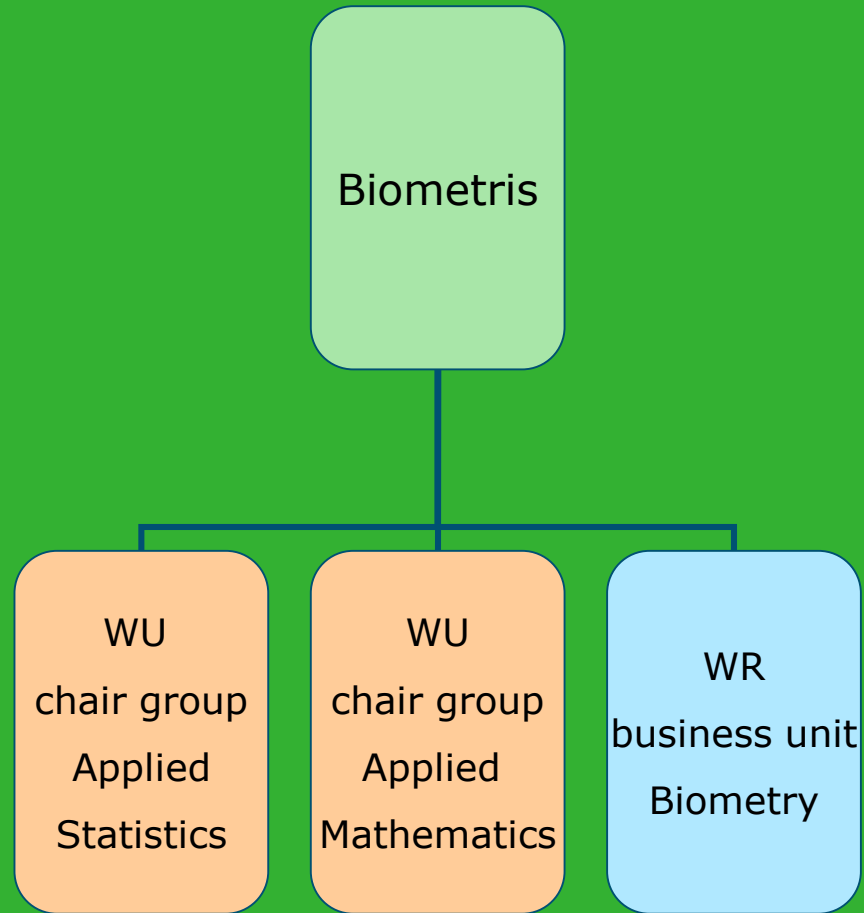 Biometris
WU
chair group
Applied
Statistics
WU
chair group
Applied
Mathematics
WR
business unit
Biometry